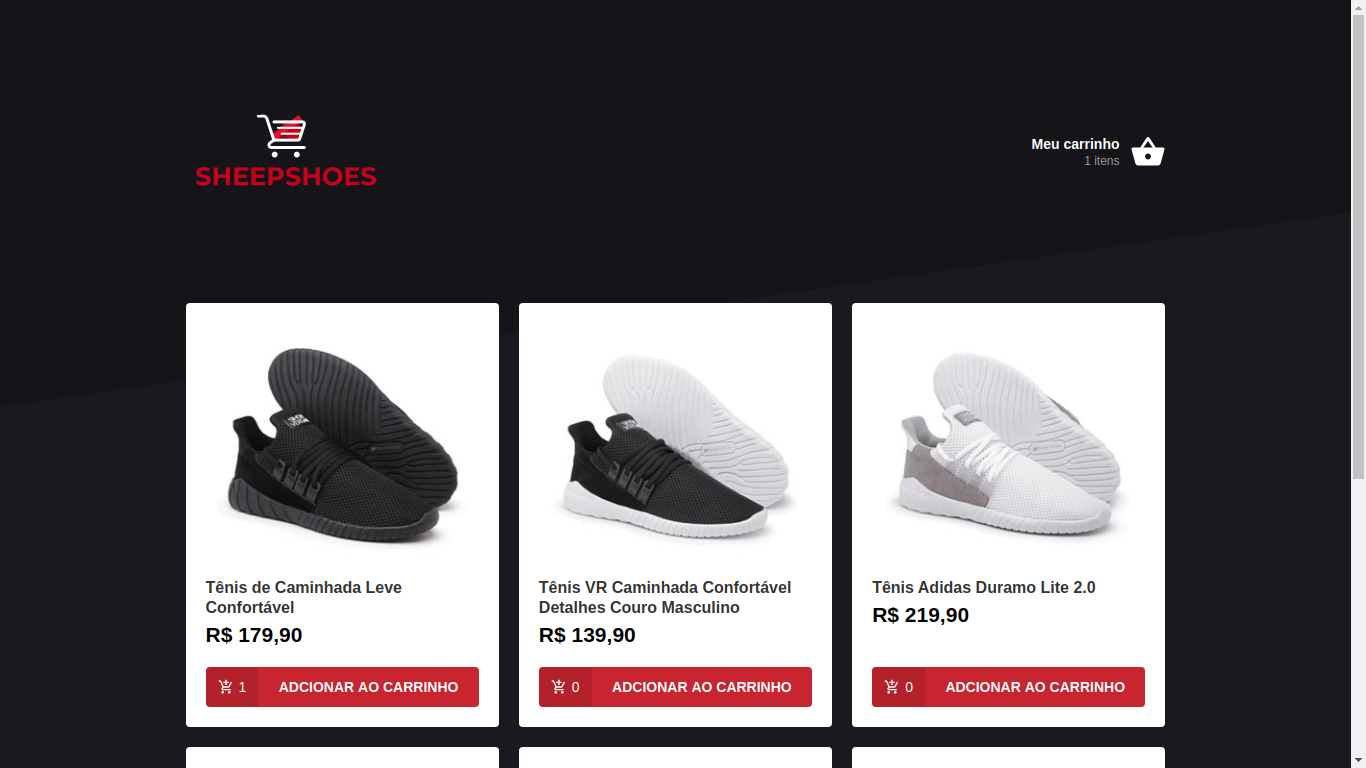 SHEEPSHOES
Meu carrinho
1 itens
Tênis de Caminhada Leve
Confortável
R$ 179,90
1 ADCIONAR AO CARRINHO
Tênis VR Caminhada Confortável
Detalhes Couro Masculino
R$ 139,90
0 ADCIONAR AO CARRINHO
Tênis Adidas Duramo Lite 2.0
R$ 219,90
0 ADCIONAR AO CARRINHO